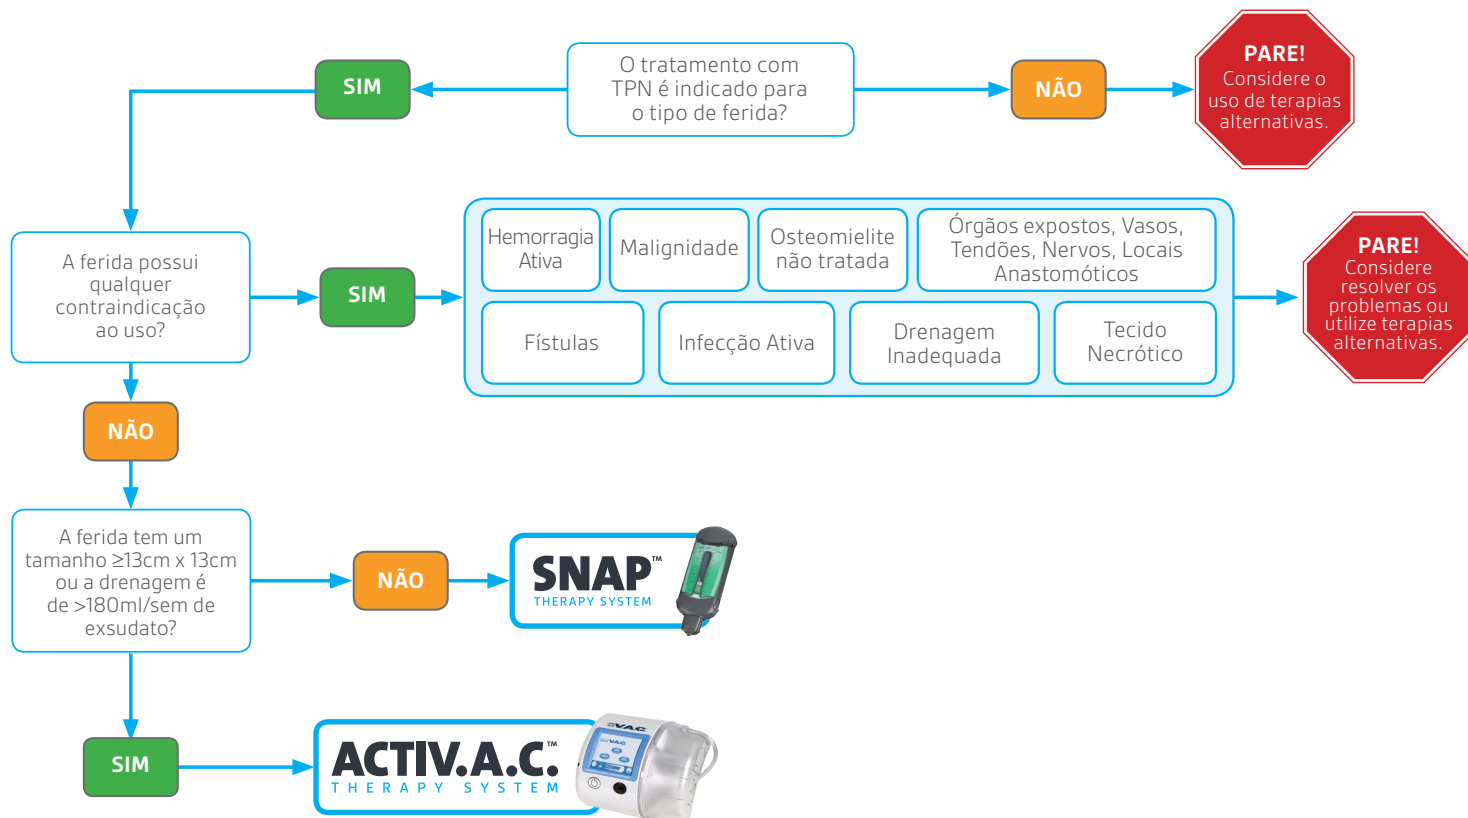 O tratamento com
TPN é indicado para
o tipo de ferida?
SIM
NÃO
PARE!
Considere o
uso de terapias
alternativas.
A ferida possui
qualquer
contraindicação
ao uso?
SIM
Hemorragia
Ativa
Malignidade
Osteomielite
não tratada
Órgãos expostos, Vasos,
Tendões, Nervos, Locais
Anastomóticos
Fístulas
Infecção Ativa
Drenagem
Inadequada
Tecido
Necrótico
PARE!
Considere
resolver os
problemas ou
utilize terapias
alternativas.
NÃO
A ferida tem um
tamanho ≥13cm x 13cm
ou a drenagem é
de >180ml/sem de
exsudato?
NÃO
SNAP™
THERAPY SYSTEM
SIM
ACTIV.A.C.™
THERAPY SYSTEM
V.A.C.